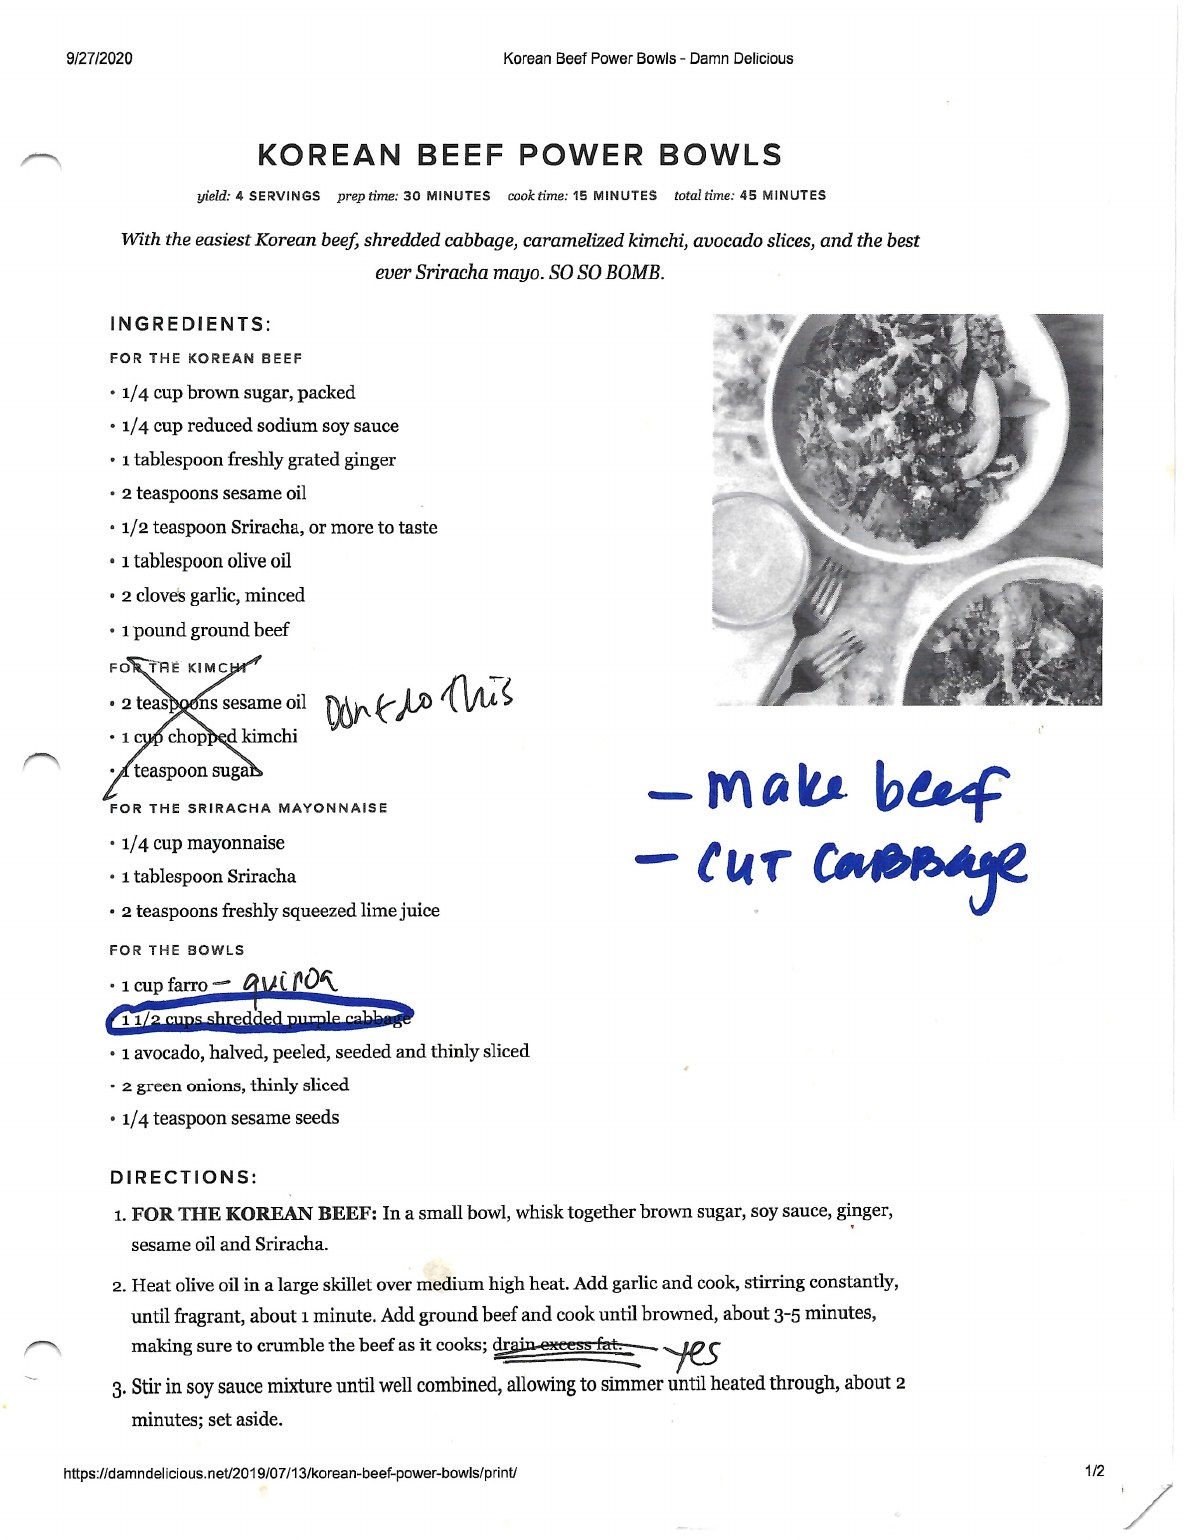 9/27/2020 Korean Beef Power Bowls - Damn Delicious
KOREAN BEEF POWER BOWLS
yield: 4 SERVINGS prep time: 30 MINUTES cook time: 15 MINUTES total time: 45 MINUTES
With the easiest Korean beef, shredded cabbage, caramelized kimchi, avocado slices, and the best
ever Sriracha mayo. SO SO BOMB.
INGREDIENTS:
FOR THE KOREAN BEEF
• 1/4 cup brown sugar, packed
• 1/4 cup reduced sodium soy sauce
• 1 tablespoon freshly grated ginger
• 2 teaspoons sesame oil
• 1/2 teaspoon Sriracha, or more to taste
• 1 tablespoon olive oil
• 2 cloves garlic, minced
• 1 pound ground beef
FOR THE KIMCHI
• 2 teaspoons sesame oil
Dont do This
• 1 cup chopped kimchi
• 1 teaspoon sugar
FOR THE SRIRACHA MAYONNAISE
• 1/4 cup mayonnaise
• 1 tablespoon Sriracha
• 2 teaspoons freshly squeezed lime juice
— make beef
— CUT CaBBage
FOR THE BOWLS
• 1 cup farro — quinoa
1 1/2 cups shredded purple cabbage
• 1 avocado, halved, peeled, seeded and thinly sliced
• 2 green onions, thinly sliced
• 1/4 teaspoon sesame seeds
DIRECTIONS:
1. FOR THE KOREAN BEEF: In a small bowl, whisk together brown sugar, soy sauce, ginger,
sesame oil and Sriracha.
2. Heat olive oil in a large skillet over medium high heat. Add garlic and cook, stirring constantly,
until fragrant, about 1 minute. Add ground beef and cook until browned, about 3-5 minutes,
making sure to crumble the beef as it cooks; drain excess fat. — yes
3. Stir in soy sauce mixture until well combined, allowing to simmer until heated through, about 2
minutes; set aside.
https://damndelicious.net/2019/07/13/korean-beef-power-bowls/print/ 1/2